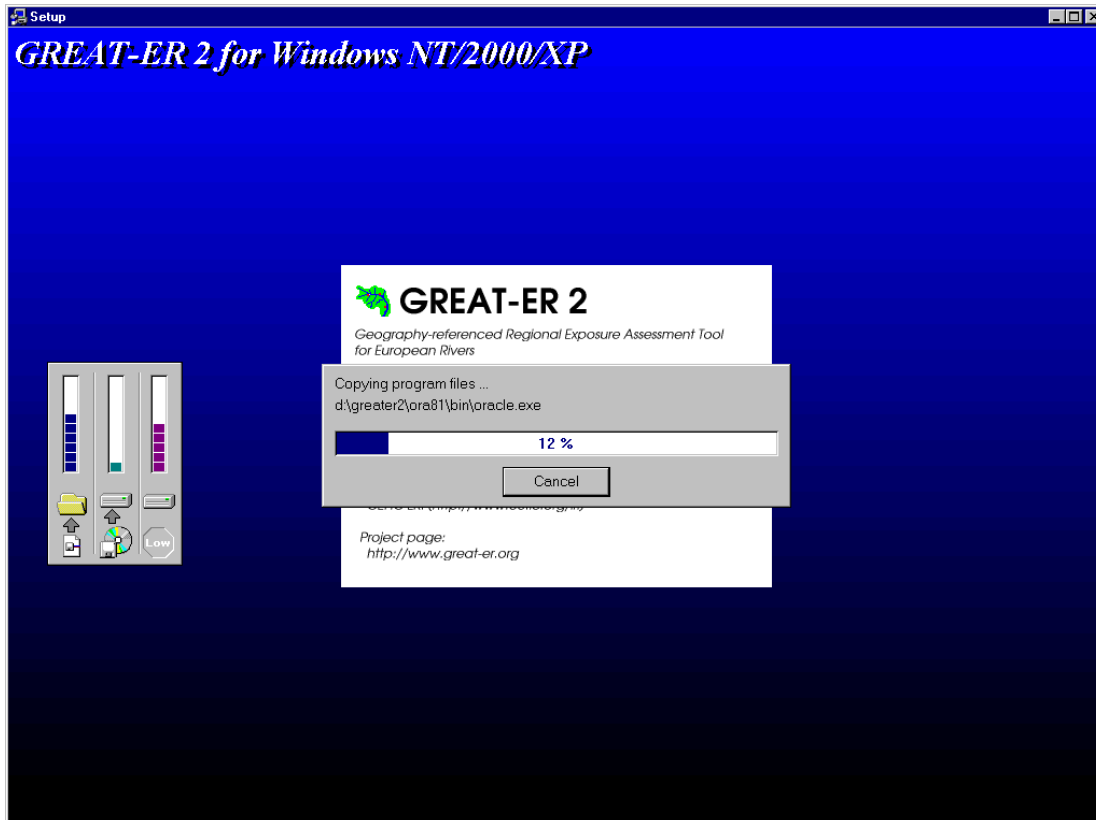 Setup
GREAT-ER 2 for Windows NT/2000/XP
GREAT-ER 2
Geography-referenced Regional Exposure Assessment Tool
for European Rivers
Copying program files ...
d:\greater2\ora81\bin\oracle.exe
12 %
Cancel
Low
Project page:
http://www.great-er.org